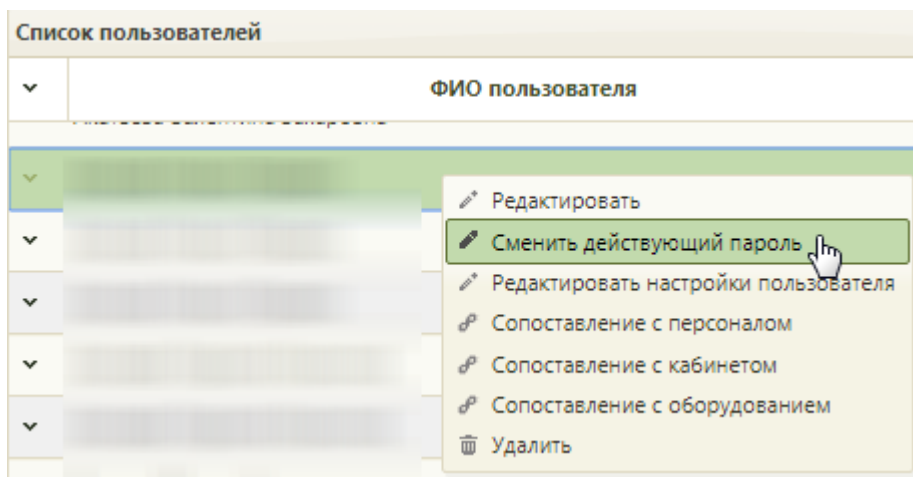 Список пользователей
ФИО пользователя
Редактировать
Сменить действующий пароль
Редактировать настройки пользователя
Сопоставление с персоналом
Сопоставление с кабинетом
Сопоставление с оборудованием
Удалить